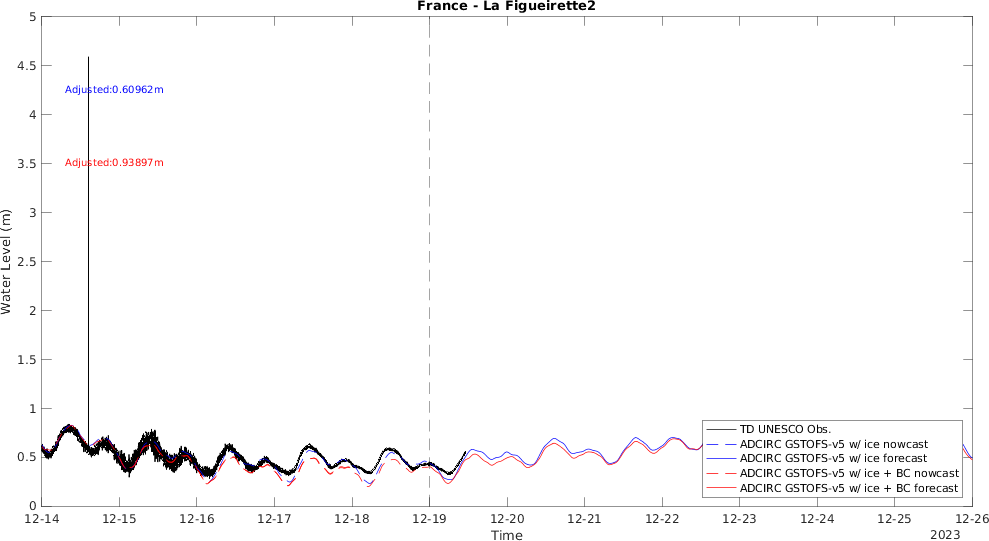 France - La Figueirette2
5
4.5
4
3.5
3
2.5
2
1.5
1
0.5
0
Water Level (m)
Adjusted:0.60962m
Adjusted:0.93897m
TD UNESCO Obs.
ADCIRC GSTOFS-v5 w/ ice nowcast
ADCIRC GSTOFS-v5 w/ ice forecast
ADCIRC GSTOFS-v5 w/ ice + BC nowcast
ADCIRC GSTOFS-v5 w/ ice + BC forecast
12-14 12-15 12-16 12-17 12-18 12-19 12-20 12-21 12-22 12-23 12-24 12-25 12-26
Time
2023